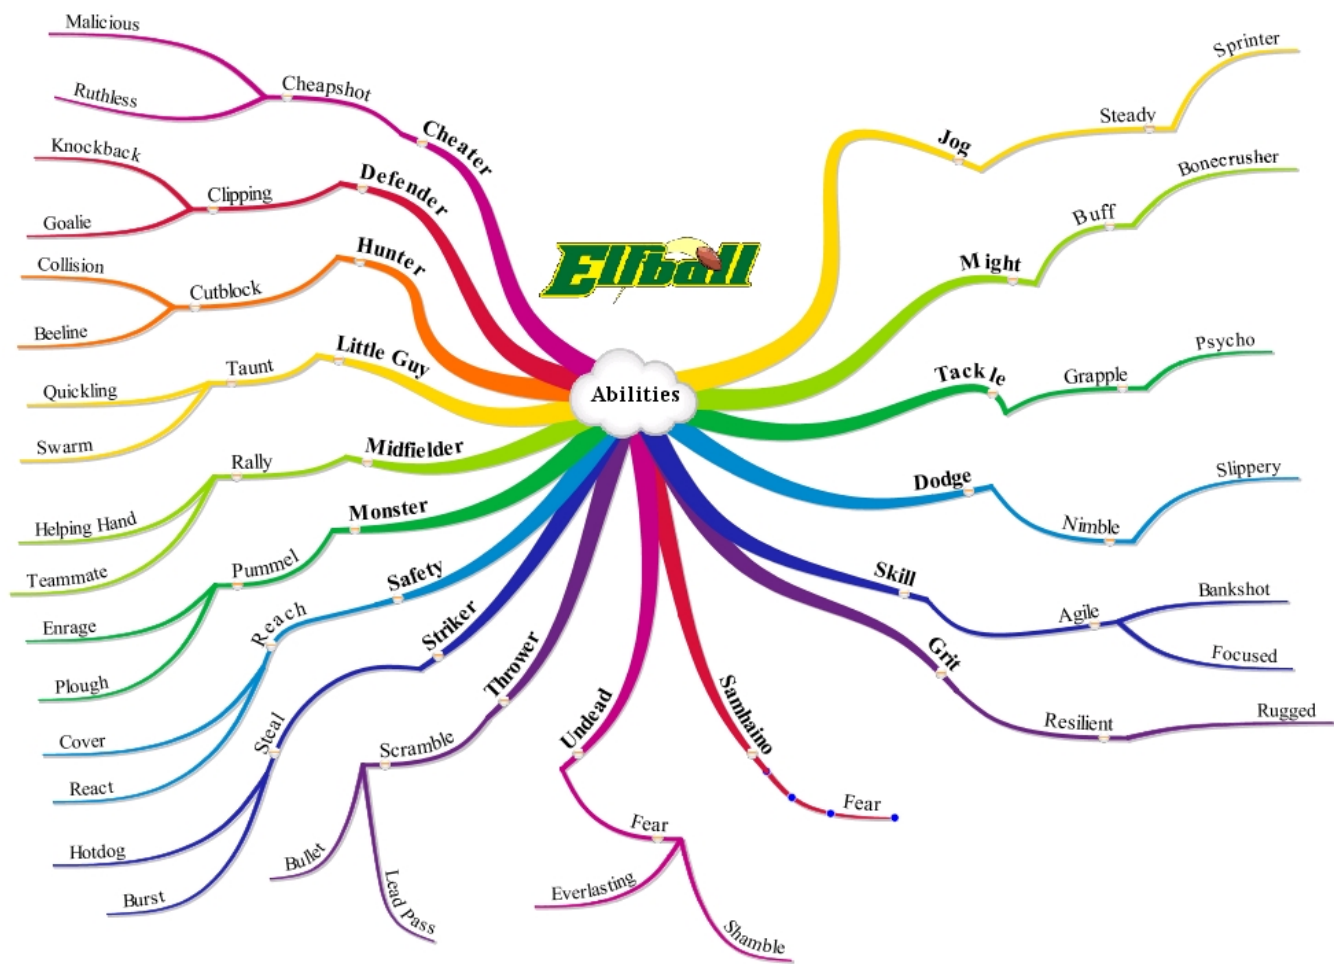 Malicious
Ruthless
Cheapshot
Cheater
Knockback
Goalie
Clipping
Defender
Collision
Beeline
Cutblock
Hunter
Quickling
Swarm
Taunt
Little Guy
Helping Hand
Teammate
Rally
Midfielder
Enrage
Plough
Pummel
Monster
Cover
React
Reach
Safety
Hotdog
Burst
Steal
Striker
Bullet
Lead Pass
Scramble
Thrower
Elfball
Abilities
Undead
Fear
Everlasting
Shamble
Samhaino
Fear
Jog
Steady
Sprinter
Might
Buff
Bonecrusher
Tackle
Grapple
Psycho
Dodge
Nimble
Slippery
Skill
Agile
Bankshot
Focused
Grit
Resilient
Rugged